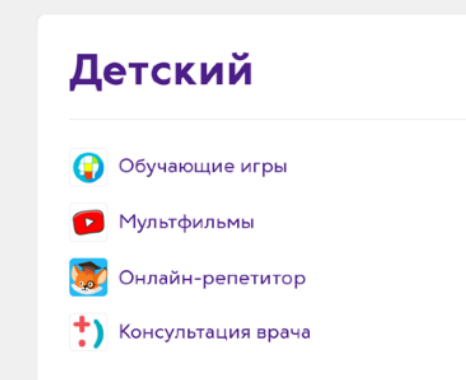 Детский
Обучающие игры
Мультфильмы
Онлайн-репетитор
Консультация врача